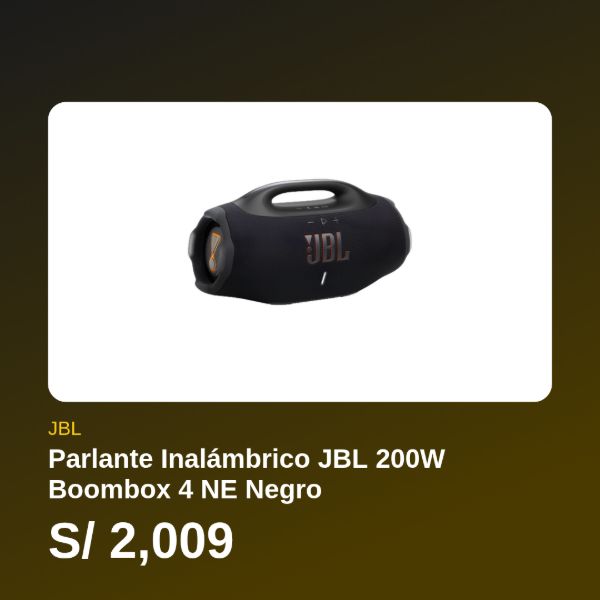 JBL
JBL
Parlante Inalámbrico JBL 200W
Boombox 4 NE Negro
S/ 2,009